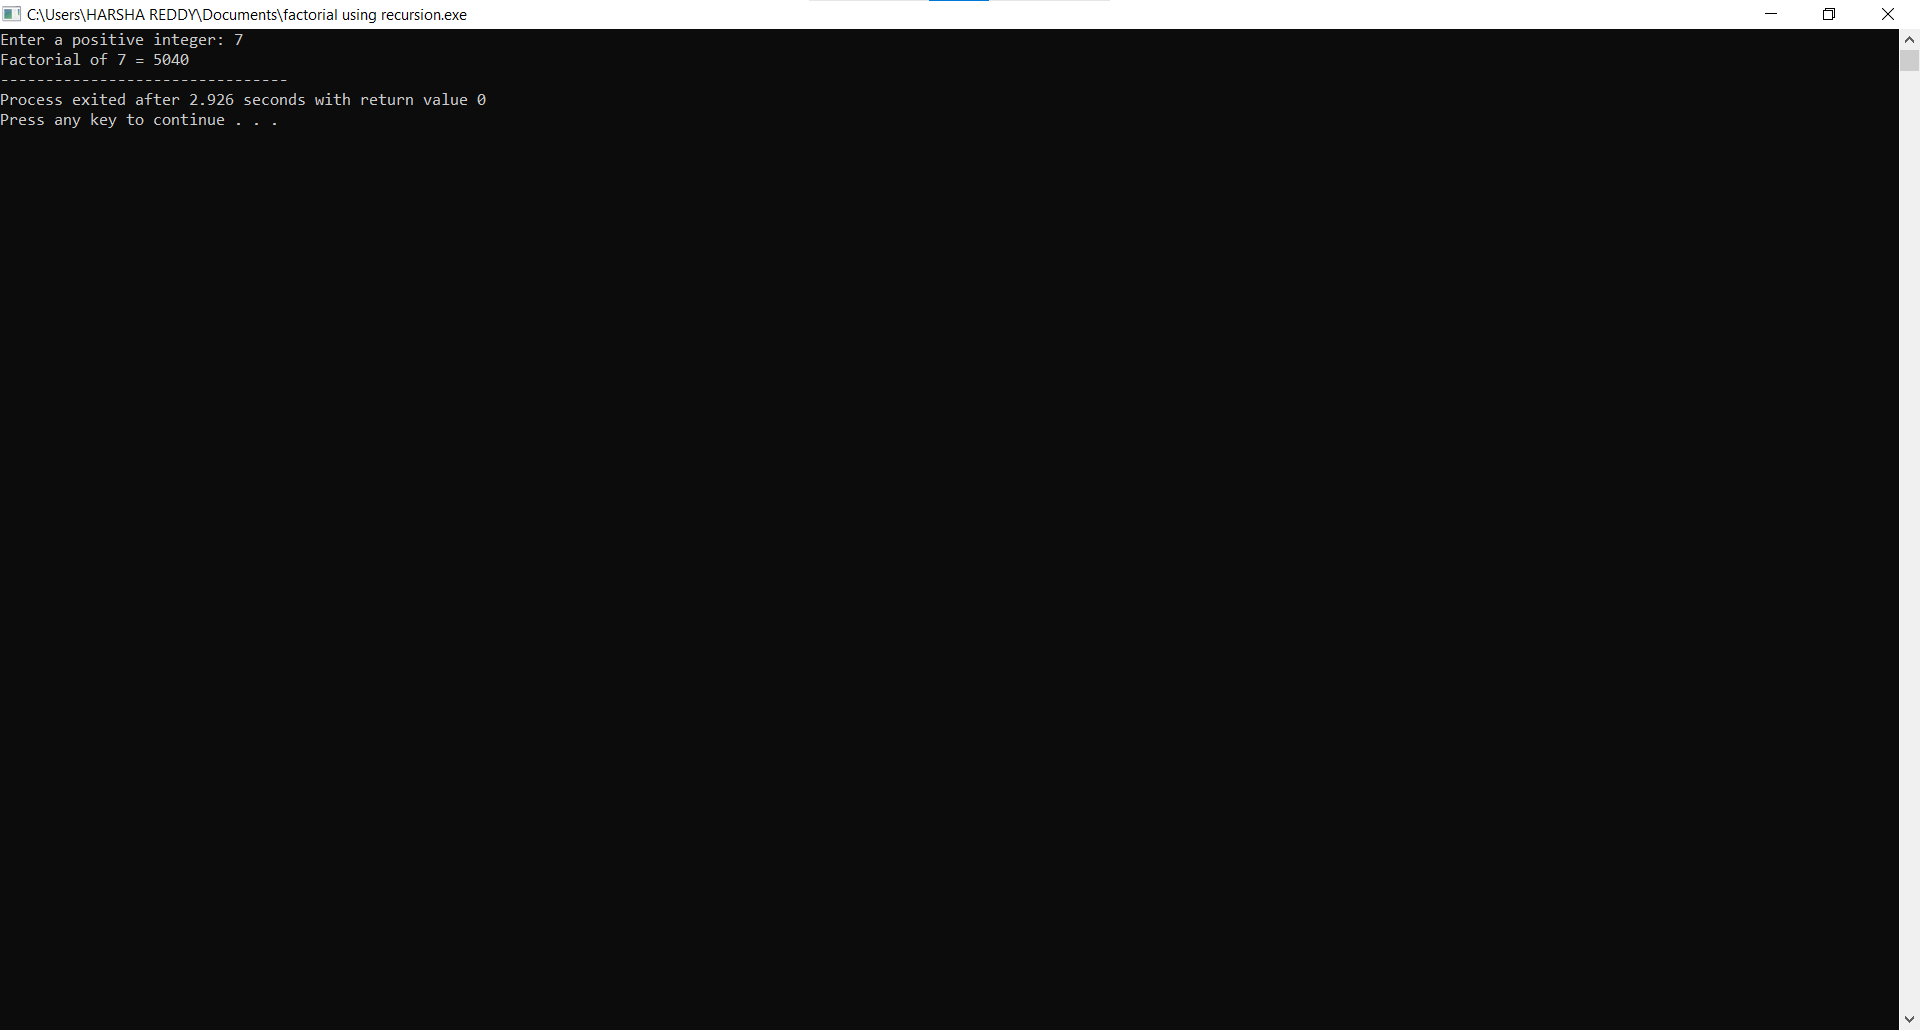 C:\Users\HARSHA REDDY\Documents\factorial using recursion.exe
Enter a positive integer: 7
Factorial of 7 = 5040
--------------------------------
Process exited after 2.926 seconds with return value 0
Press any key to continue . . .